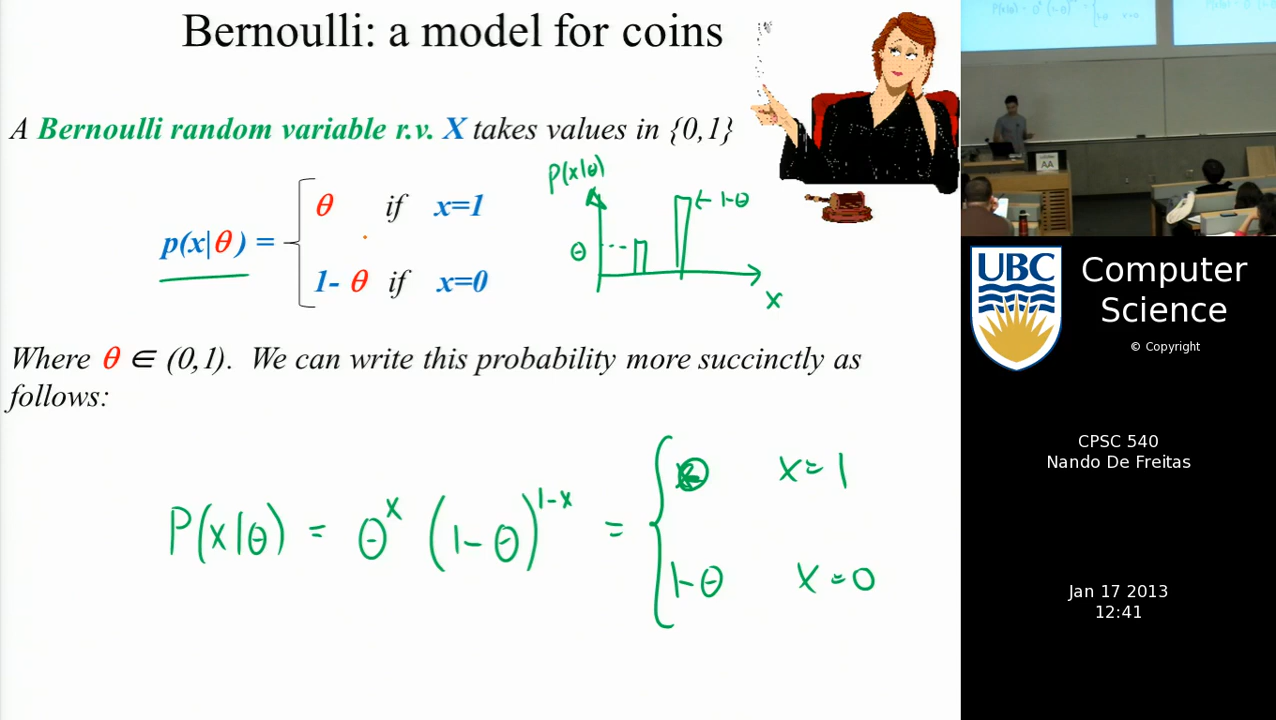 Bernoulli: a model for coins
A Bernoulli random variable r.v. X takes values in {0,1}
p(x|θ) =
θ if x=1
1- θ if x=0
P(x|θ)
θ
← 1-θ
x
Where θ ∈ (0,1). We can write this probability more succinctly as
follows:
P(x|θ) = θ^x (1-θ)^{1-x} = {
θ x=1
1-θ x=0
AA
UBC
Computer
Science
© Copyright
CPSC 540
Nando De Freitas
Jan 17 2013
12:41